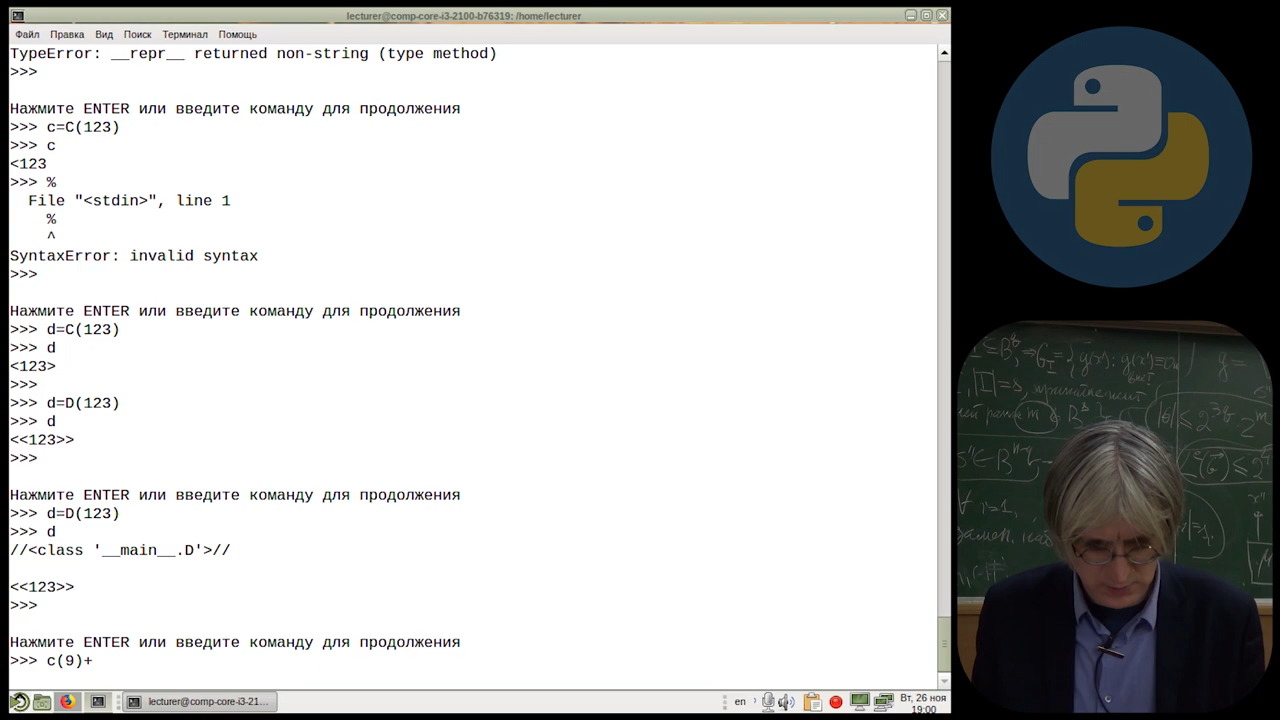 lecturer@comp-core-i3-2100-b76319: /home/lecturer
Файл Правка Вид Поиск Терминал Помощь
TypeError: __repr__ returned non-string (type method)
>>>
Нажмите ENTER или введите команду для продолжения
>>> c=C(123)
>>> c
<123
>>> %
File "<stdin>", line 1
%
^
SyntaxError: invalid syntax
>>>
Нажмите ENTER или введите команду для продолжения
>>> d=C(123)
>>> d
<123>
>>>
>>> d=D(123)
>>> d
<<123>>
>>>
Нажмите ENTER или введите команду для продолжения
>>> d=D(123)
>>> d
//<class '__main__.D'>//
<<123>>
>>>
Нажмите ENTER или введите команду для продолжения
>>> c(9)+
lecturer@comp-core-i3-21...
en
Вт, 26 ноя
19:00